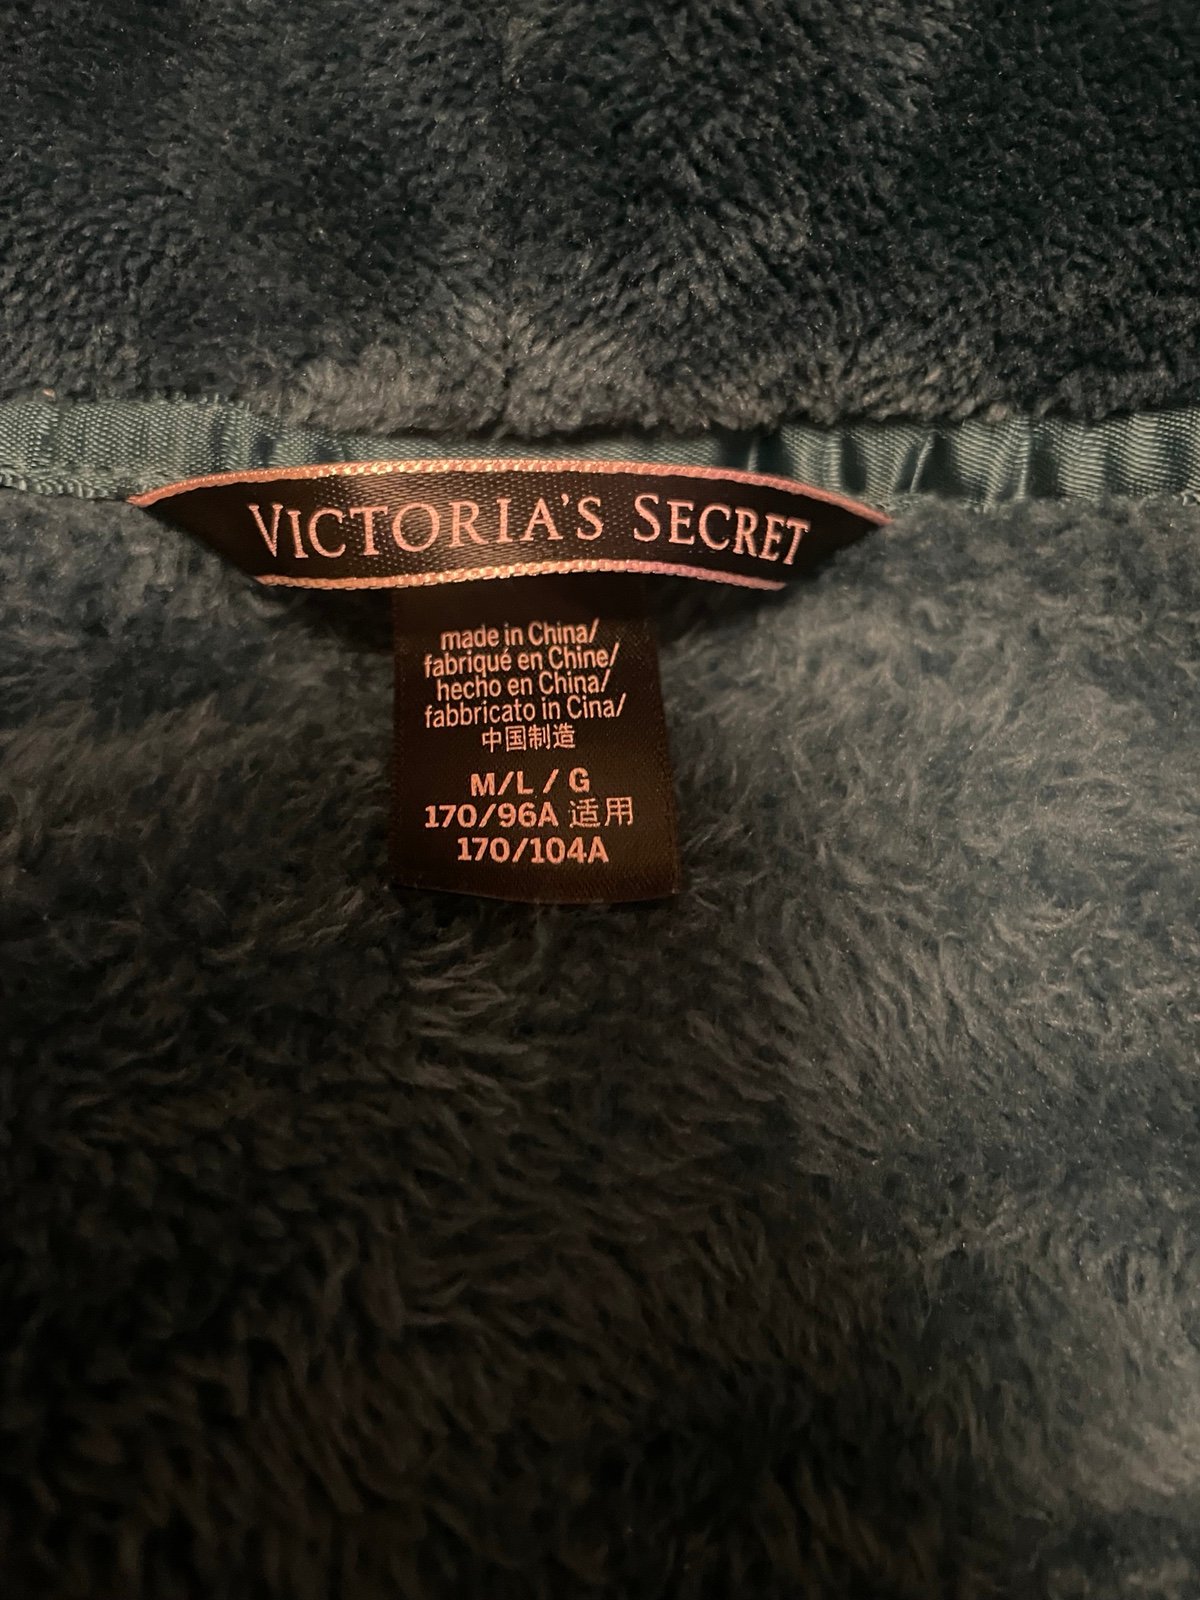 VICTORIA'S SECRET
made in China/
fabriqué en Chine/
hecho en China/
fabbricato in Cina/
中国制造
M/L / G
170/96A 适用
170/104A